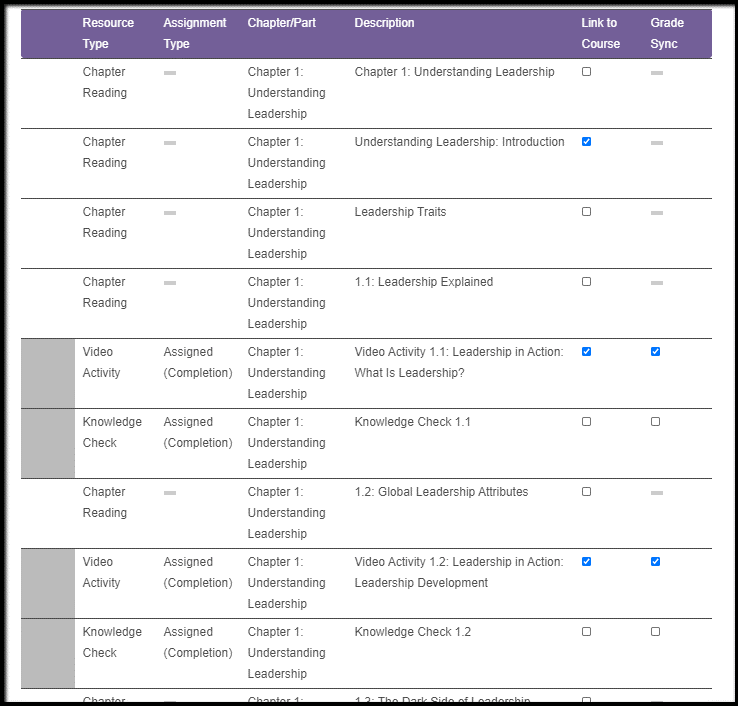 Resource Type Assignment Type Chapter/Part Description Link to Course Grade Sync
Chapter Reading Chapter 1: Understanding Leadership Chapter 1: Understanding Leadership
Chapter Reading Chapter 1: Understanding Leadership Understanding Leadership: Introduction
Chapter Reading Chapter 1: Understanding Leadership Leadership Traits
Chapter Reading Chapter 1: Understanding Leadership 1.1: Leadership Explained
Video Activity Assigned (Completion) Chapter 1: Understanding Leadership Video Activity 1.1: Leadership in Action: What Is Leadership?
Knowledge Check Assigned (Completion) Chapter 1: Understanding Leadership Knowledge Check 1.1
Chapter Reading Chapter 1: Understanding Leadership 1.2: Global Leadership Attributes
Video Activity Assigned (Completion) Chapter 1: Understanding Leadership Video Activity 1.2: Leadership in Action: Leadership Development
Knowledge Check Assigned (Completion) Chapter 1: Understanding Leadership Knowledge Check 1.2
Chapter Chapter 1: 1.3: The Dark Side of Leadership